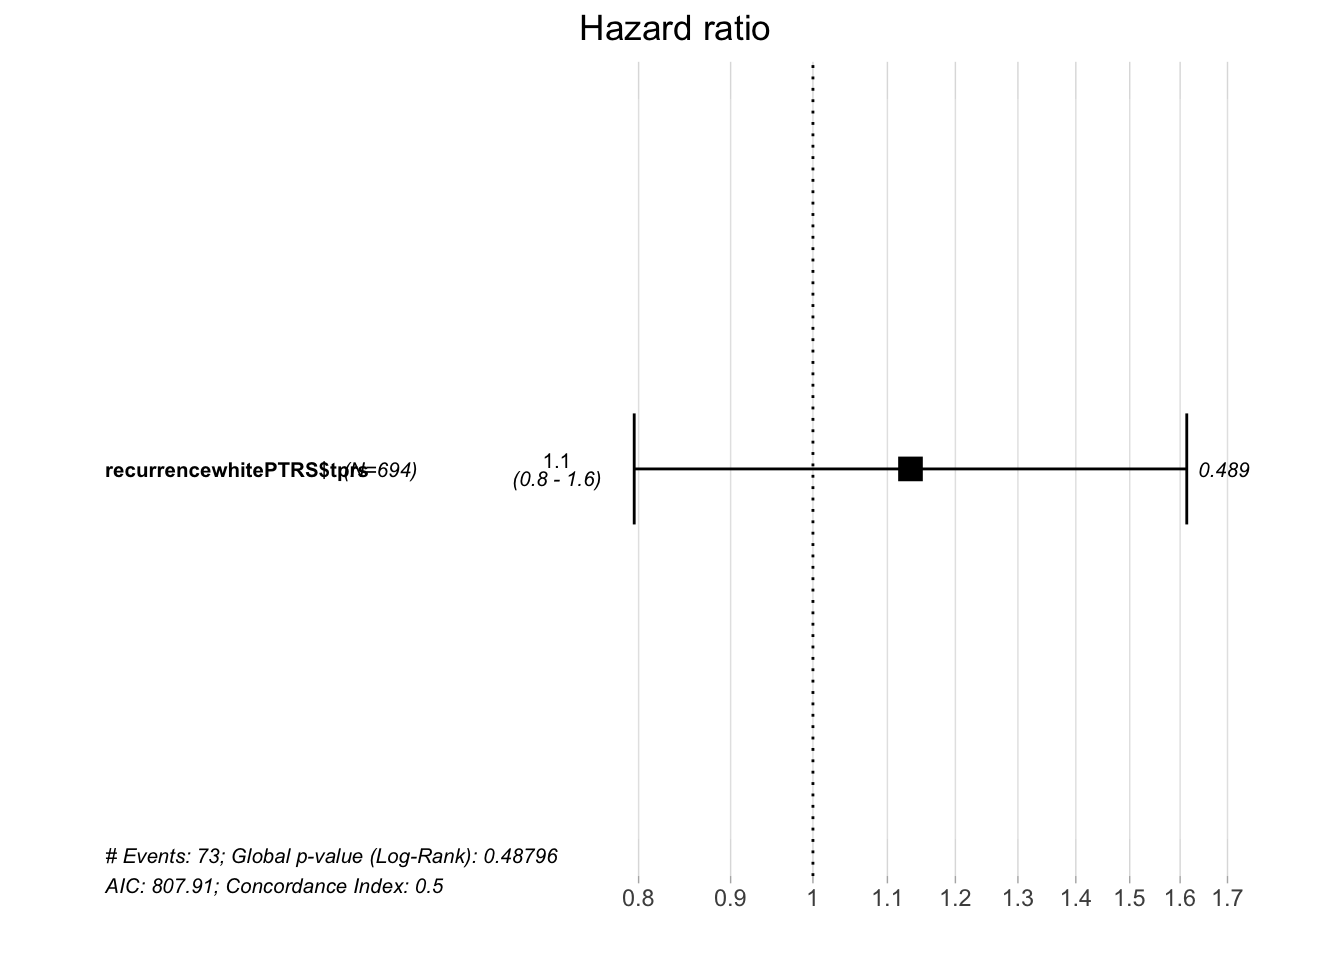 Hazard ratio
recurrencewhitePTRS$tprs (N=694)
1.1
(0.8 - 1.6)
0.489
# Events: 73; Global p-value (Log-Rank): 0.48796
AIC: 807.91; Concordance Index: 0.5
0.8 0.9 1 1.1 1.2 1.3 1.4 1.5 1.6 1.7